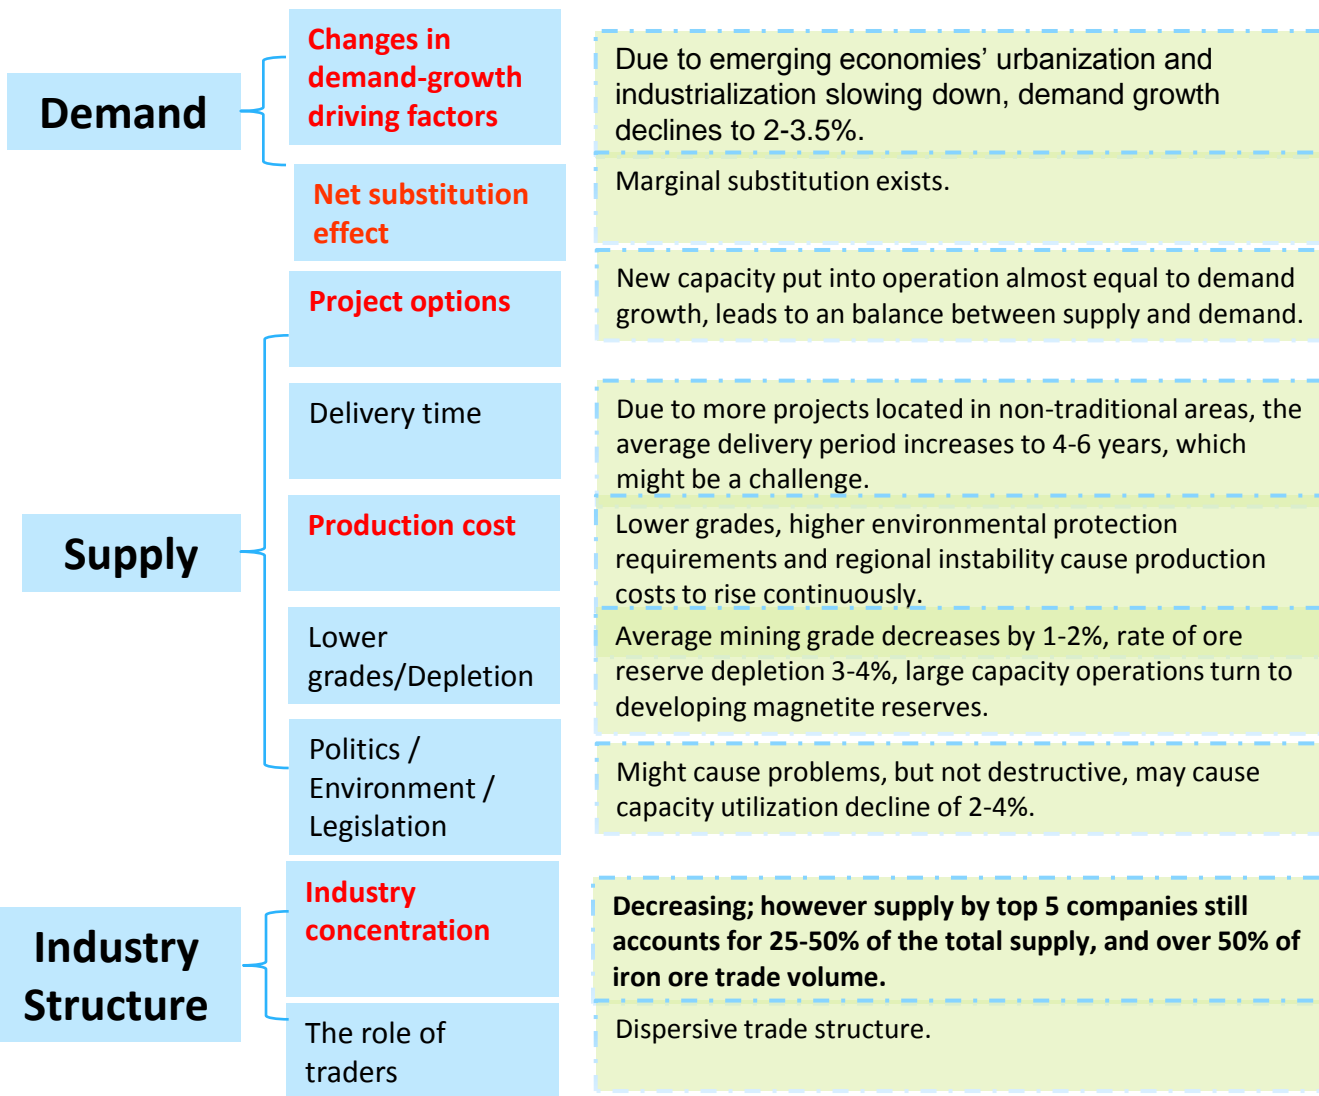 Demand
Changes in
demand-growth
driving factors
Due to emerging economies' urbanization and
industrialization slowing down, demand growth
declines to 2-3.5%.
Net substitution
effect
Marginal substitution exists.
Supply
Project options
New capacity put into operation almost equal to demand
growth, leads to an balance between supply and demand.
Delivery time
Due to more projects located in non-traditional areas, the
average delivery period increases to 4-6 years, which
might be a challenge.
Production cost
Lower grades, higher environmental protection
requirements and regional instability cause production
costs to rise continuously.
Lower
grades/Depletion
Average mining grade decreases by 1-2%, rate of ore
reserve depletion 3-4%, large capacity operations turn to
developing magnetite reserves.
Politics /
Environment /
Legislation
Might cause problems, but not destructive, may cause
capacity utilization decline of 2-4%.
Industry
Structure
Industry
concentration
Decreasing; however supply by top 5 companies still
accounts for 25-50% of the total supply, and over 50% of
iron ore trade volume.
The role of
traders
Dispersive trade structure.